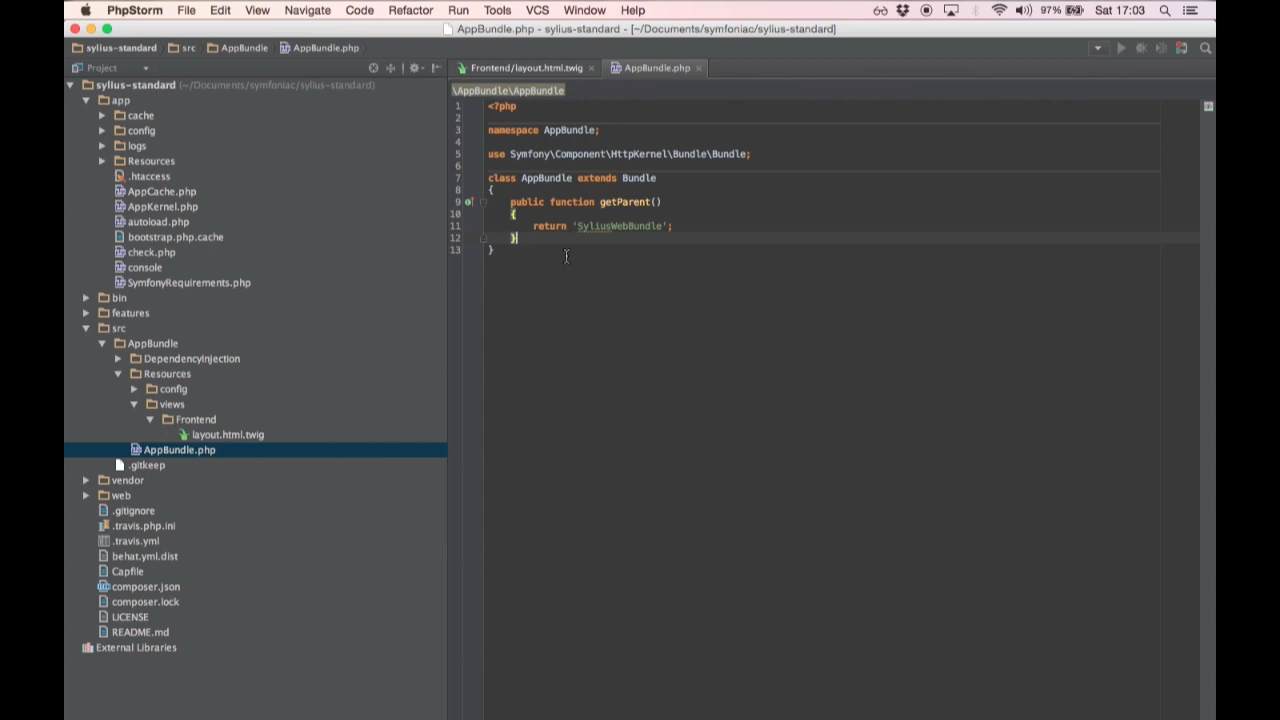 PhpStorm File Edit View Navigate Code Refactor Run Tools VCS Window Help 97% Sat 17:03
AppBundle.php - sylius-standard - [~/Documents/symfoniac/sylius-standard]
sylius-standard src AppBundle AppBundle.php
Project
Frontend/layout.html.twig AppBundle.php
\AppBundle\AppBundle
sylius-standard (~/Documents/symfoniac/sylius-standard)
app
cache
config
logs
Resources
.htaccess
AppCache.php
AppKernel.php
autoload.php
bootstrap.php.cache
check.php
console
SymfonyRequirements.php
bin
features
src
AppBundle
DependencyInjection
Resources
config
views
Frontend
layout.html.twig
AppBundle.php
.gitkeep
vendor
web
.gitignore
.travis.php.ini
.travis.yml
behat.yml.dist
Capfile
composer.json
composer.lock
LICENSE
README.md
External Libraries
1 <?php
2
3 namespace AppBundle;
4
5 use Symfony\Component\HttpKernel\Bundle\Bundle;
6
7 class AppBundle extends Bundle
8 {
9 public function getParent()
10 {
11 return 'SyliusWebBundle';
12 }
13 }